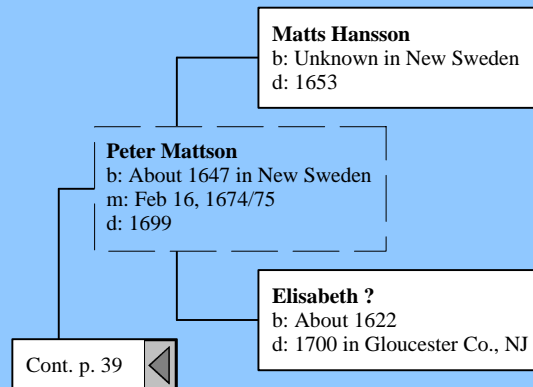 Matts Hansson
b: Unknown in New Sweden
d: 1653
Peter Mattson
b: About 1647 in New Sweden
m: Feb 16, 1674/75
d: 1699
Elisabeth ?
b: About 1622
d: 1700 in Gloucester Co., NJ
Cont. p. 39